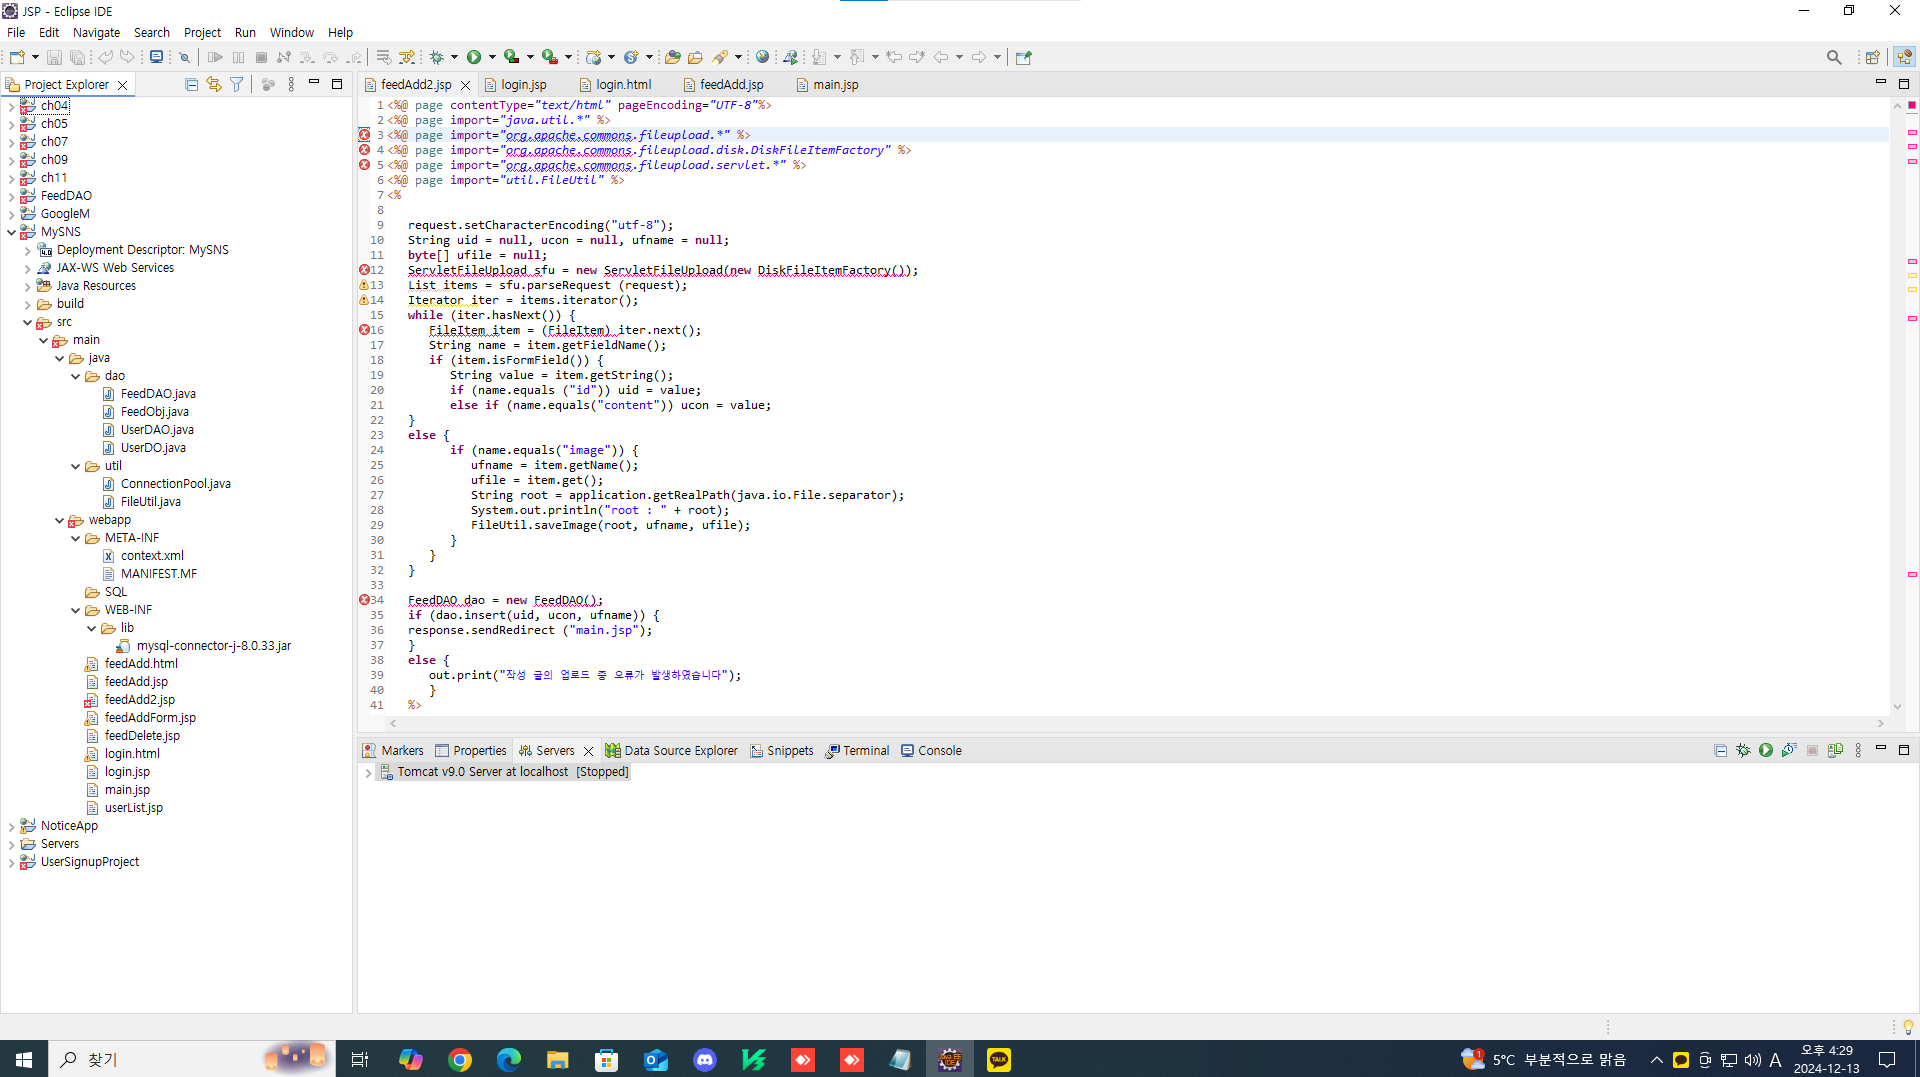 JSP - Eclipse IDE
File Edit Navigate Search Project Run Window Help
Project Explorer
ch04
ch05
ch07
ch09
ch11
FeedDAO
GoogleM
MySNS
Deployment Descriptor: MySNS
JAX-WS Web Services
Java Resources
build
src
main
java
dao
FeedDAO.java
FeedObj.java
UserDAO.java
UserDO.java
util
ConnectionPool.java
FileUtil.java
webapp
META-INF
context.xml
MANIFEST.MF
SQL
WEB-INF
lib
mysql-connector-j-8.0.33.jar
feedAdd.html
feedAdd.jsp
feedAdd2.jsp
feedAddForm.jsp
feedDelete.jsp
login.html
login.jsp
main.jsp
userList.jsp
NoticeApp
Servers
UserSignupProject
feedAdd2.jsp login.jsp login.html feedAdd.jsp main.jsp
1 <%@ page contentType="text/html" pageEncoding="UTF-8"%>
2 <%@ page import="java.util.*" %>
3 <%@ page import="org.apache.commons.fileupload.*" %>
4 <%@ page import="org.apache.commons.fileupload.disk.DiskFileItemFactory" %>
5 <%@ page import="org.apache.commons.fileupload.servlet.*" %>
6 <%@ page import="util.FileUtil" %>
7 <%
8
9 request.setCharacterEncoding("utf-8");
10 String uid = null, ucon = null, ufname = null;
11 byte[] ufile = null;
12 ServletFileUpload sfu = new ServletFileUpload(new DiskFileItemFactory());
13 List items = sfu.parseRequest (request);
14 Iterator iter = items.iterator();
15 while (iter.hasNext()) {
16 FileItem item = (FileItem) iter.next();
17 String name = item.getFieldName();
18 if (item.isFormField()) {
19 String value = item.getString();
20 if (name.equals ("id")) uid = value;
21 else if (name.equals("content")) ucon = value;
22 }
23 else {
24 if (name.equals("image")) {
25 ufname = item.getName();
26 ufile = item.get();
27 String root = application.getRealPath(java.io.File.separator);
28 System.out.println("root : " + root);
29 FileUtil.saveImage(root, ufname, ufile);
30 }
31 }
32 }
33
34 FeedDAO dao = new FeedDAO();
35 if (dao.insert(uid, ucon, ufname)) {
36 response.sendRedirect ("main.jsp");
37 }
38 else {
39 out.print("작성 글의 업로드 중 오류가 발생하였습니다");
40 }
41 %>
Markers Properties Servers Data Source Explorer Snippets Terminal Console
Tomcat v9.0 Server at localhost [Stopped]
찾기
5°C 부분적으로 맑음
A
오후 4:29
2024-12-13